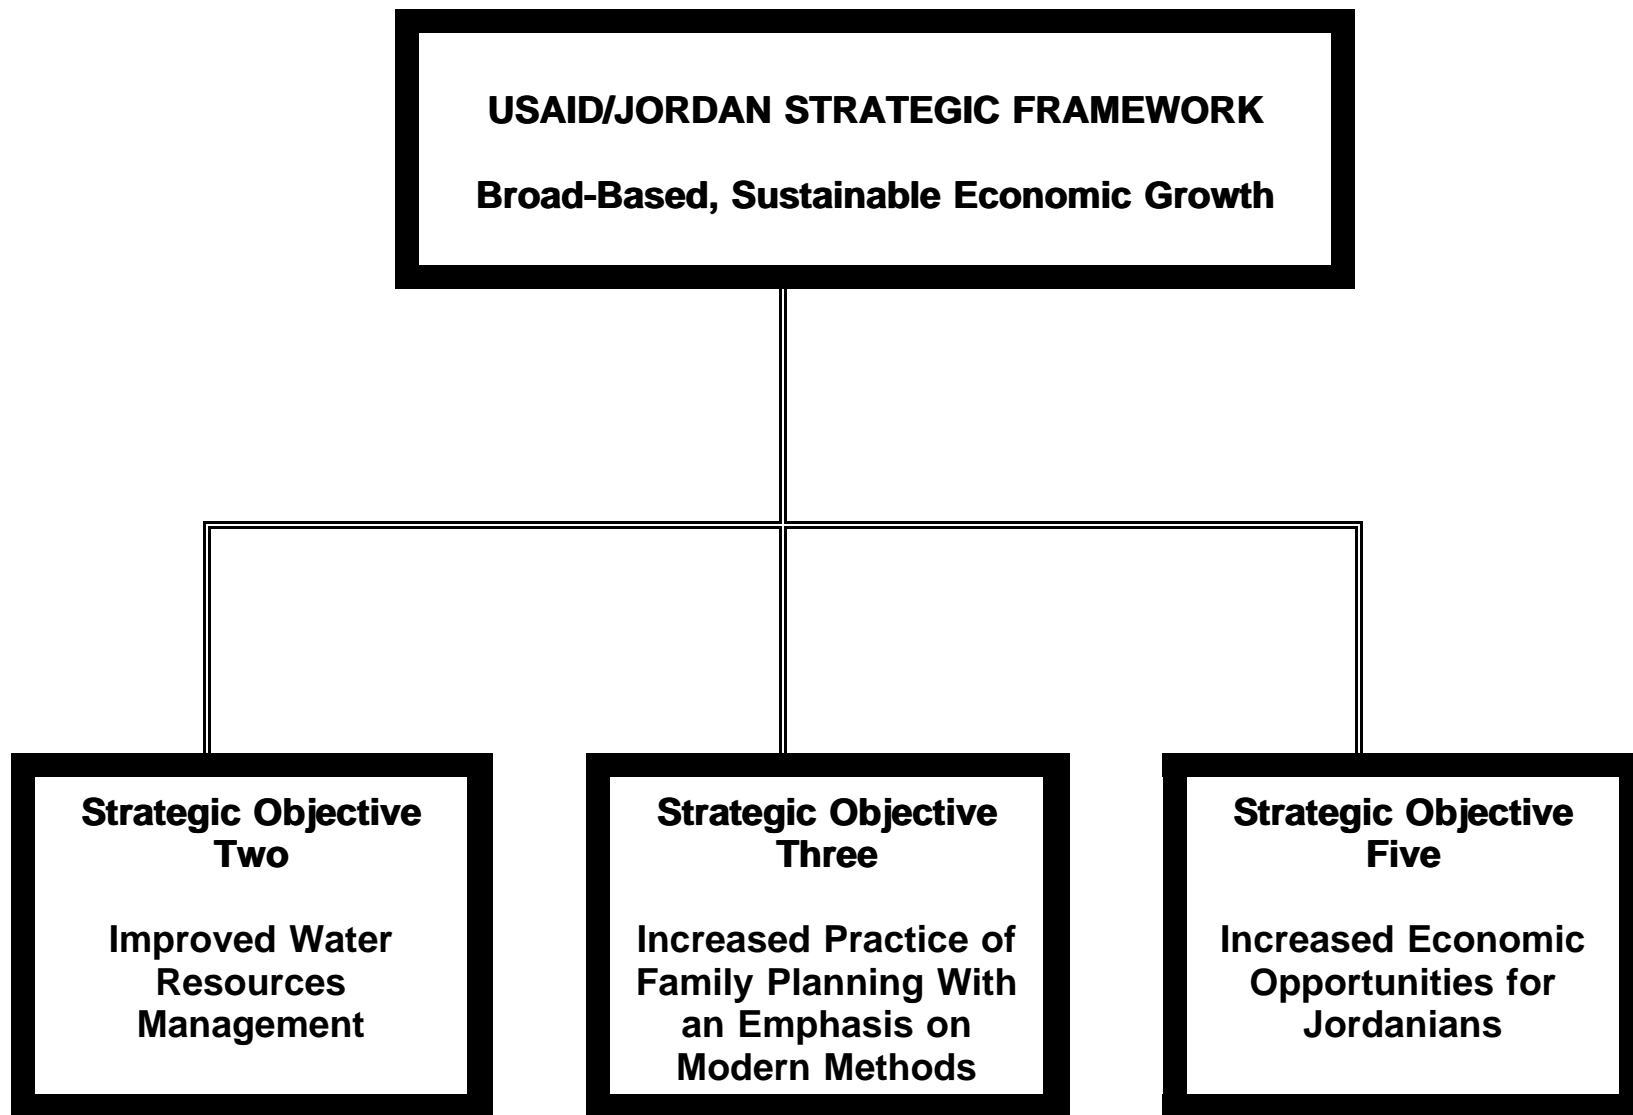 USAID/JORDAN STRATEGIC FRAMEWORK
Broad-Based, Sustainable Economic Growth
Strategic Objective
Two
Improved Water
Resources
Management
Strategic Objective
Three
Increased Practice of
Family Planning With
an Emphasis on
Modern Methods
Strategic Objective
Five
Increased Economic
Opportunities for
Jordanians